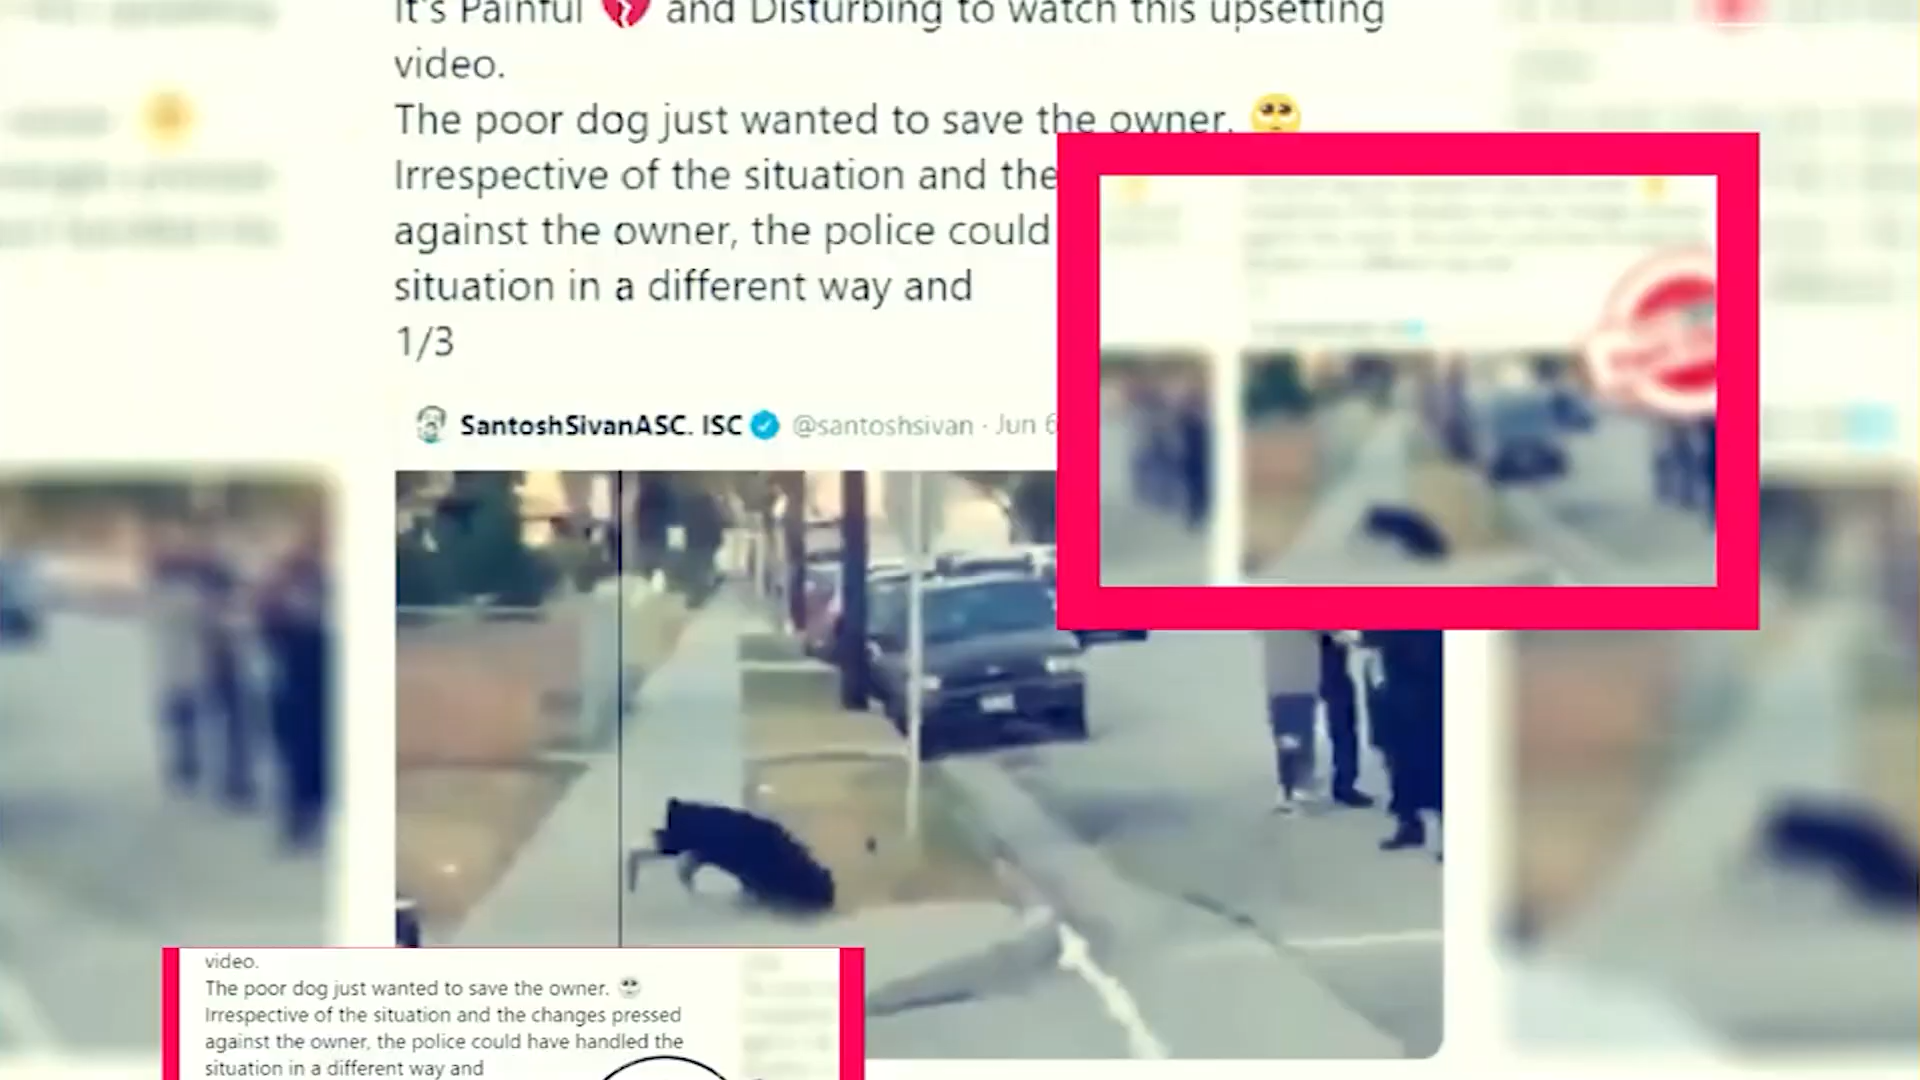 It's Painful 💔 and Disturbing to watch this upsetting
video.
The poor dog just wanted to save the owner. 🥺
Irrespective of the situation and the
against the owner, the police could
situation in a different way and
1/3
SantoshSivanASC. ISC @santoshsivan · Jun 6
video.
The poor dog just wanted to save the owner. 🥺
Irrespective of the situation and the changes pressed
against the owner, the police could have handled the
situation in a different way and